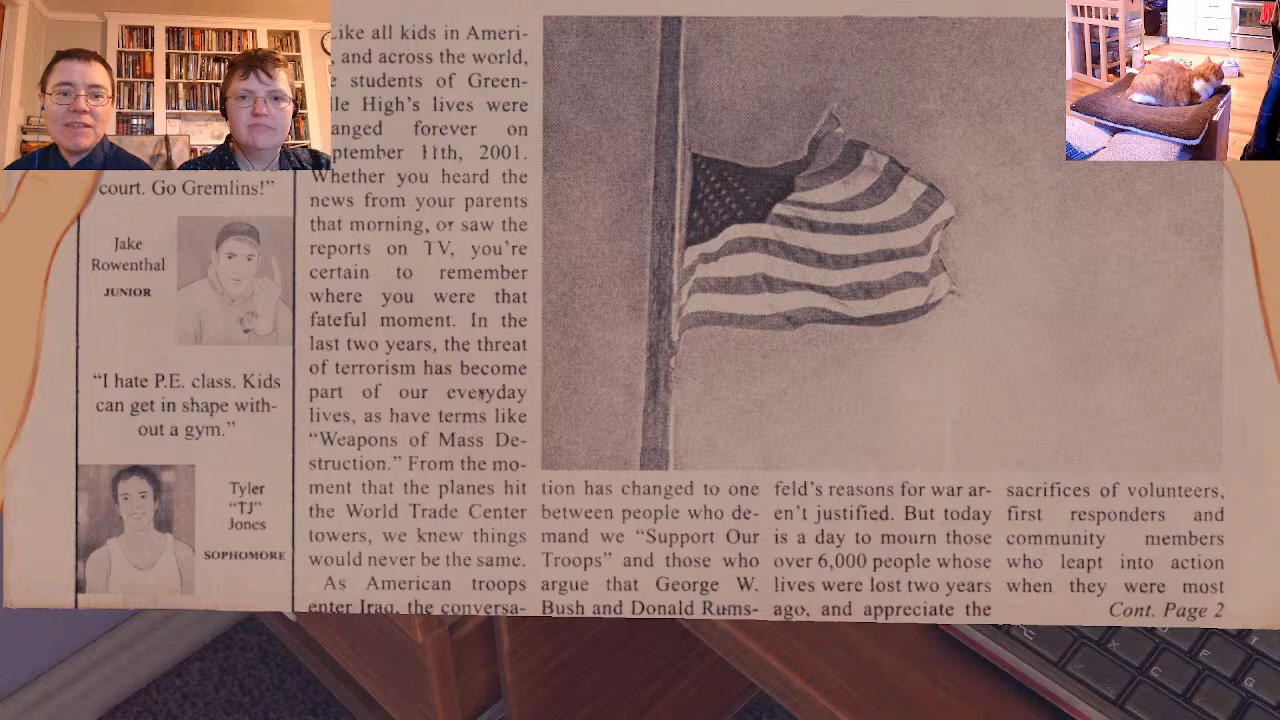 court. Go Gremlins!"
Jake
Rowenthal
JUNIOR
"I hate P.E. class. Kids
can get in shape with-
out a gym."
Tyler
"TJ"
Jones
SOPHOMORE
ike all kids in Ameri-
, and across the world,
students of Green-
lle High's lives were
anged forever on
ptember 11th, 2001.
Whether you heard the
news from your parents
that morning, or saw the
reports on TV, you're
certain to remember
where you were that
fateful moment. In the
last two years, the threat
of terrorism has become
part of our everyday
lives, as have terms like
"Weapons of Mass De-
struction." From the mo-
ment that the planes hit
the World Trade Center
towers, we knew things
would never be the same.
As American troops
enter Iraq, the conversa-
tion has changed to one
between people who de-
mand we "Support Our
Troops" and those who
argue that George W.
Bush and Donald Rums-
feld's reasons for war ar-
en't justified. But today
is a day to mourn those
over 6,000 people whose
lives were lost two years
ago, and appreciate the
sacrifices of volunteers,
first responders and
community members
who leapt into action
when they were most
Cont. Page 2